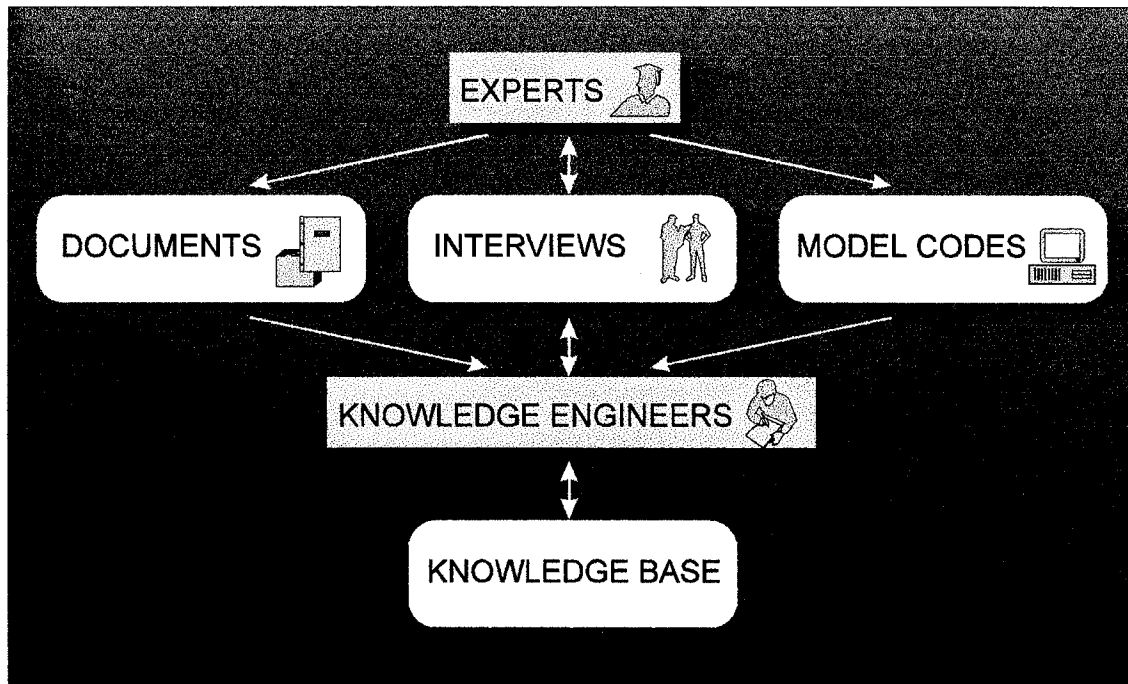 EXPERTS
DOCUMENTS
INTERVIEWS
MODEL CODES
KNOWLEDGE ENGINEERS
KNOWLEDGE BASE